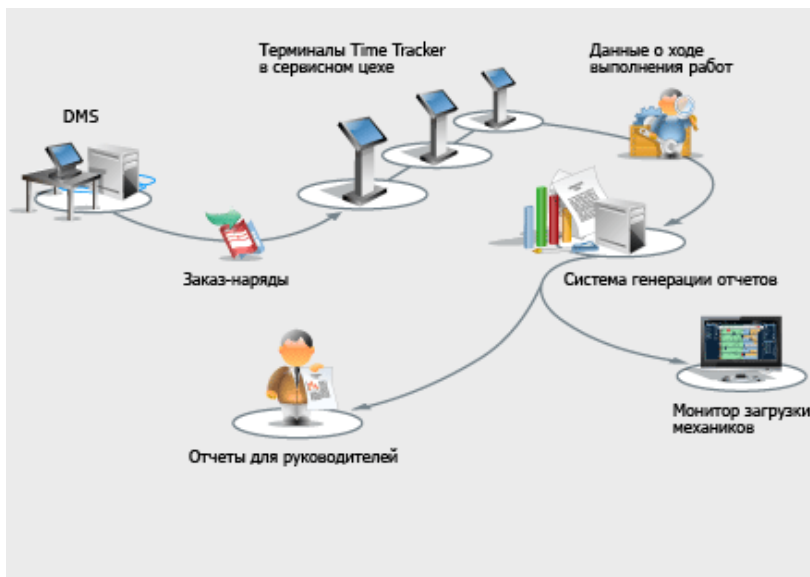 Терминалы Time Tracker
в сервисном цехе
Данные о ходе
выполнения работ
DMS
Заказ-наряды
Система генерации отчетов
Монитор загрузки
механиков
Отчеты для руководителей